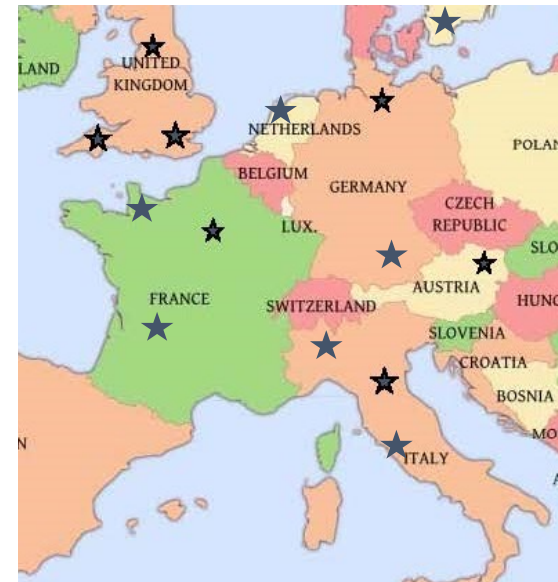 LAND
UNITED
KINGDOM
NETHERLANDS
POLAN
BELGIUM
GERMANY
CZECH
REPUBLIC
LUX.
SLO
AUSTRIA
FRANCE
SWITZERLAND
HUNG
SLOVENIA
CROATIA
BOSNIA
MO
N
ITALY
A